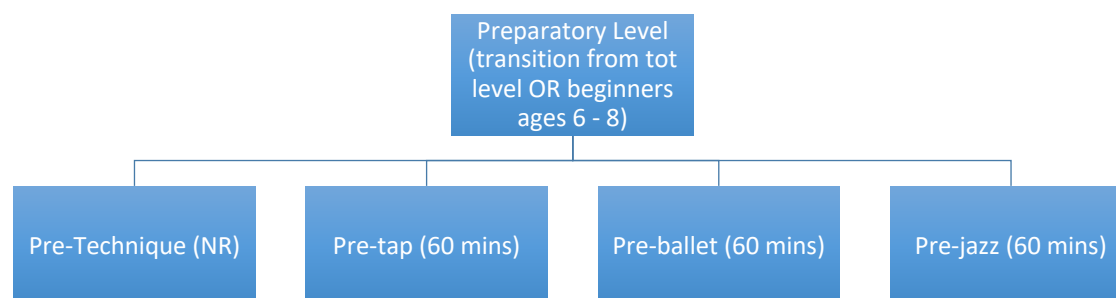 Preparatory Level
(transition from tot
level OR beginners
ages 6 - 8)
Pre-Technique (NR)
Pre-tap (60 mins)
Pre-ballet (60 mins)
Pre-jazz (60 mins)